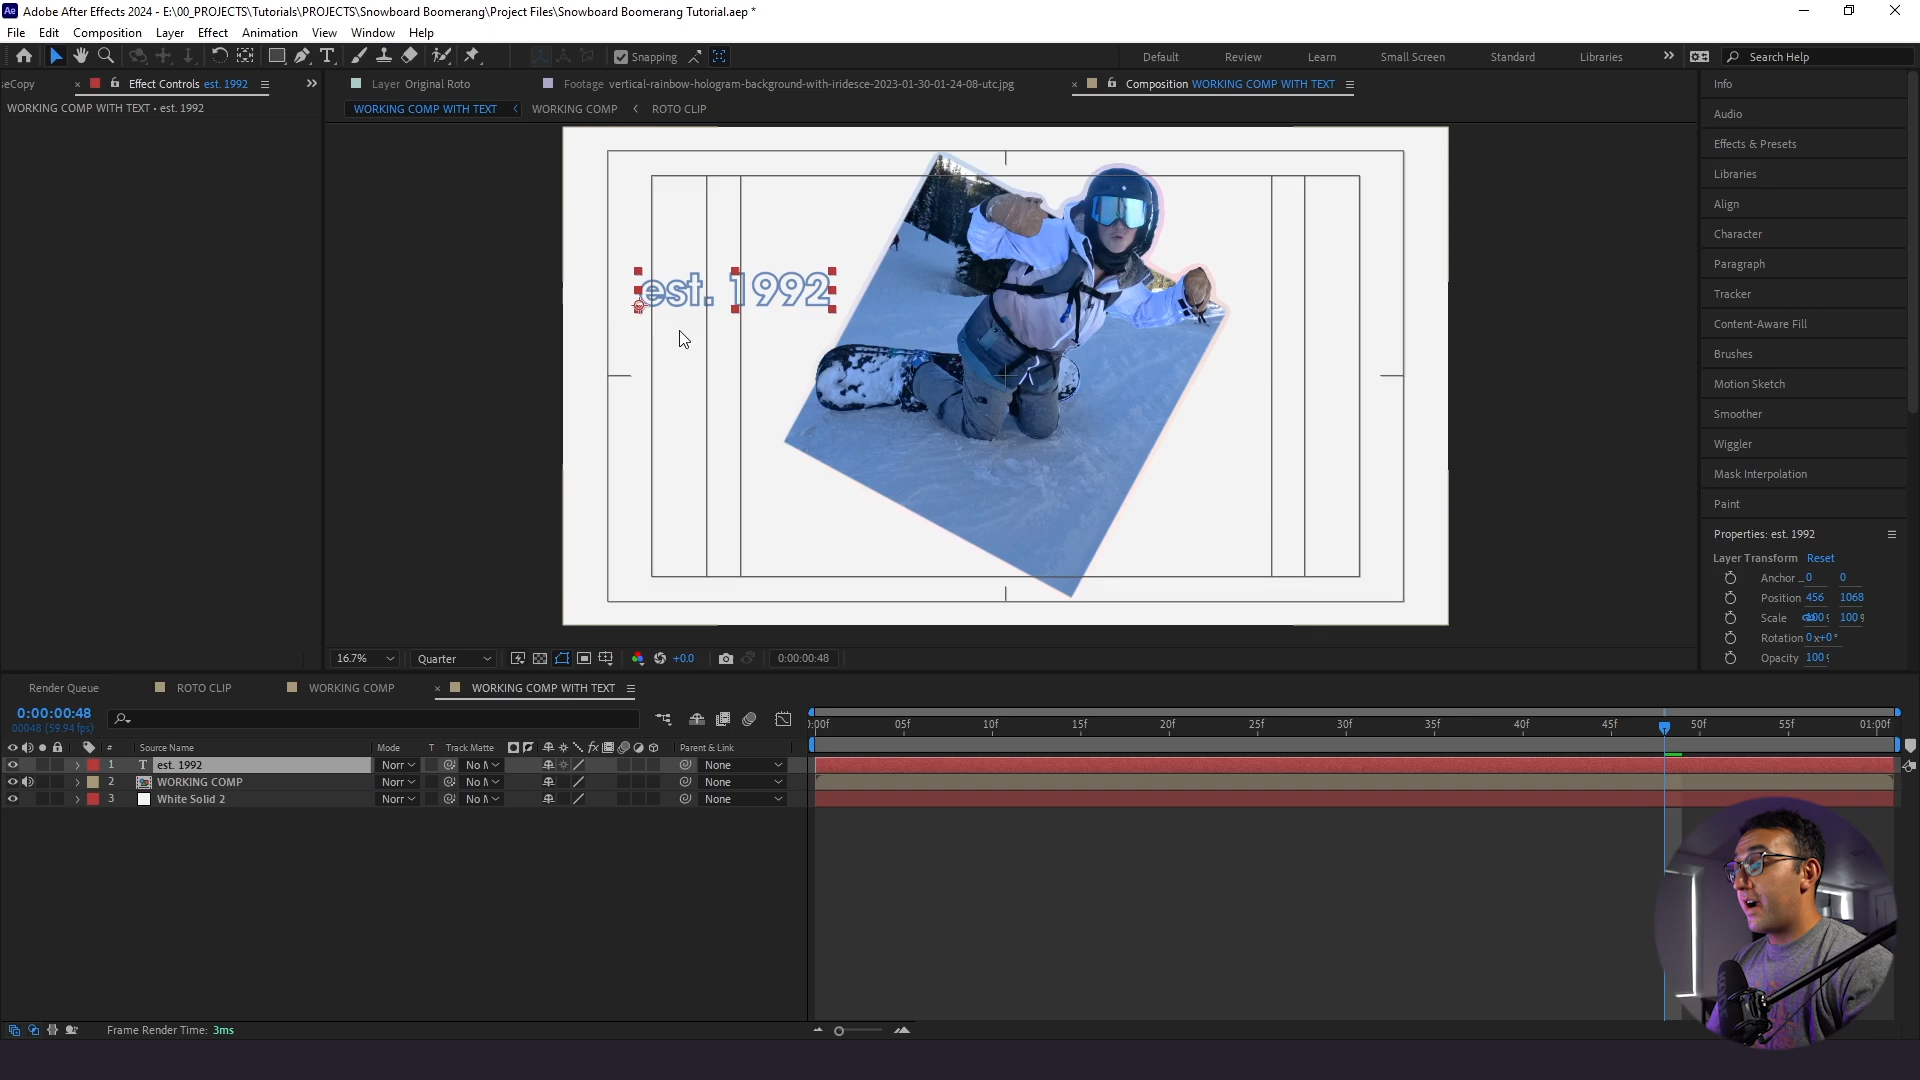 Ae Adobe After Effects 2024 - E:\00_PROJECTS\Tutorials\PROJECTS\Snowboard Boomerang\Project Files\Snowboard Boomerang Tutorial.aep *
File Edit Composition Layer Effect Animation View Window Help
Snapping Default Review Learn Small Screen Standard Libraries Search Help
seCopy Effect Controls est. 1992 Layer Original Roto Footage vertical-rainbow-hologram-background-with-iridesce-2023-01-30-01-24-08-utc.jpg Composition WORKING COMP WITH TEXT
WORKING COMP WITH TEXT • est. 1992
WORKING COMP WITH TEXT WORKING COMP ROTO CLIP
est. 1992
Info
Audio
Effects & Presets
Libraries
Align
Character
Paragraph
Tracker
Content-Aware Fill
Brushes
Motion Sketch
Smoother
Wiggler
Mask Interpolation
Paint
Properties: est. 1992
Layer Transform Reset
Anchor ... 0 0
Position 456 1068
Scale 100 100
Rotation 0x+0°
Opacity 100
16.7% Quarter +0.0 0:00:00:48
Render Queue ROTO CLIP WORKING COMP WORKING COMP WITH TEXT
0:00:00:48
00048 (59.94 fps)
:00f 05f 10f 15f 20f 25f 30f 35f 40f 45f 50f 55f 01:00f
# Source Name Mode T Track Matte fx Parent & Link
1 T est. 1992 Norr No None
2 WORKING COMP Norr No None
3 White Solid 2 Norr No None
Frame Render Time: 3ms